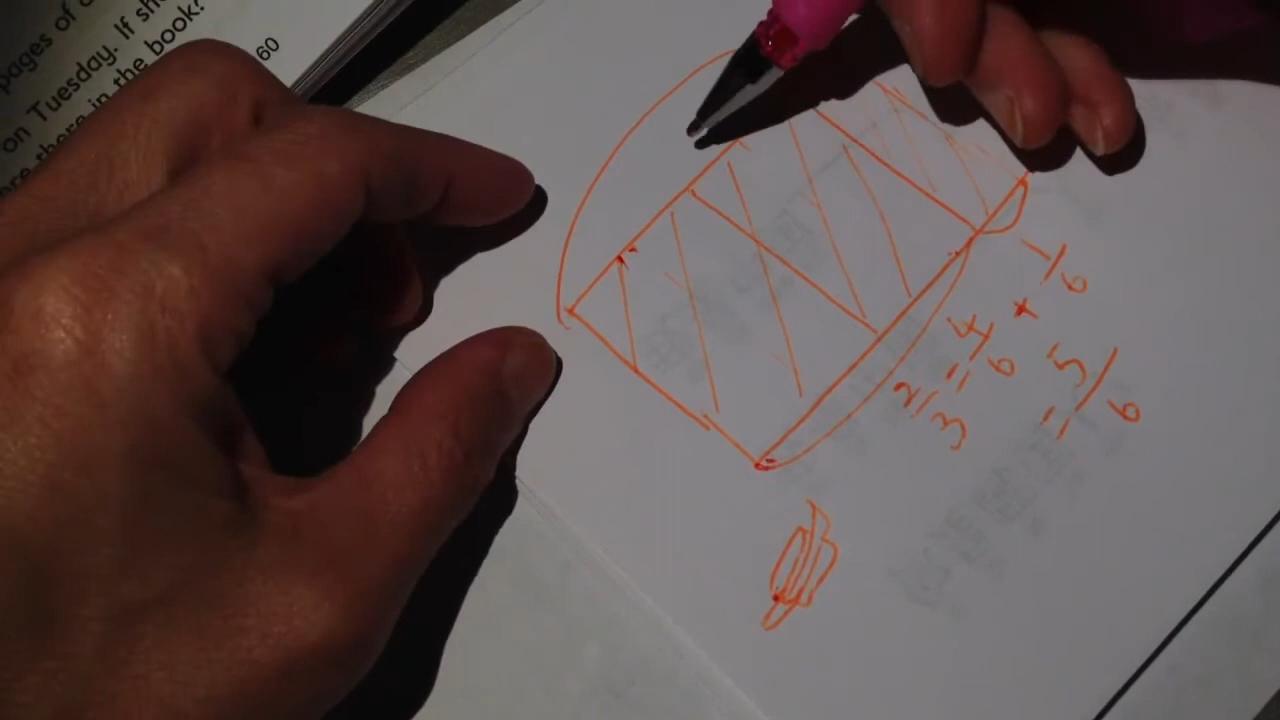 pages of
on Tuesday. If sh
there in the book?
60
2/3 = 4/6 + 1/6
= 5/6